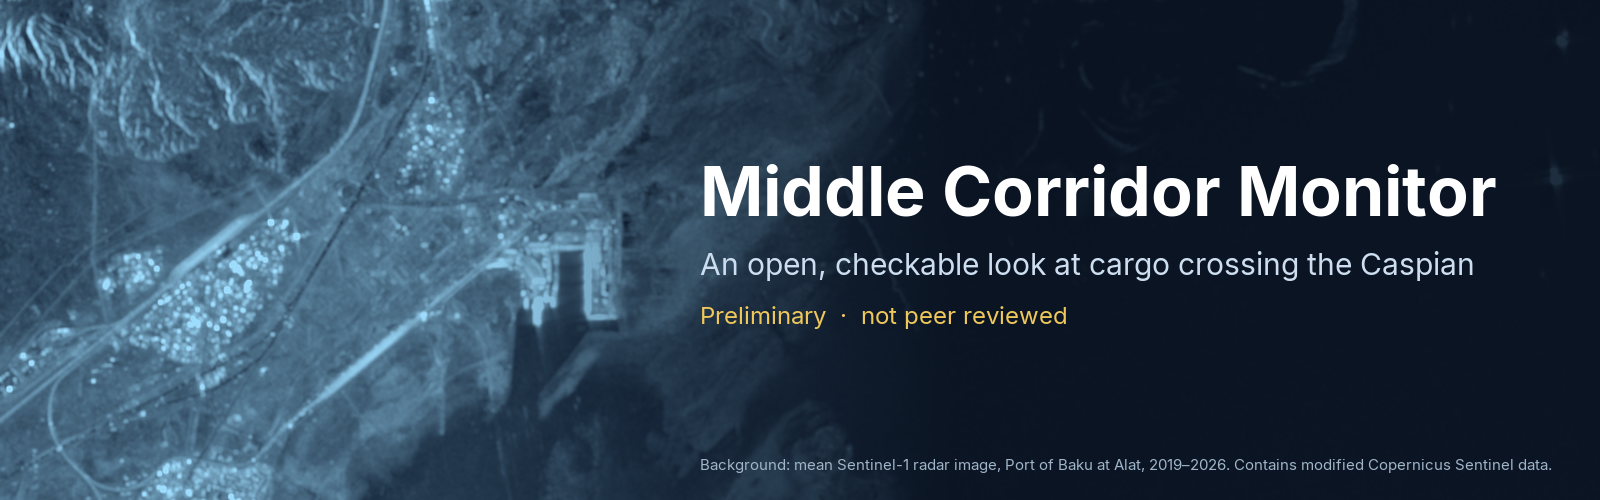 Middle Corridor Monitor
An open, checkable look at cargo crossing the Caspian
Preliminary · not peer reviewed
Background: mean Sentinel-1 radar image, Port of Baku at Alat, 2019–2026. Contains modified Copernicus Sentinel data.